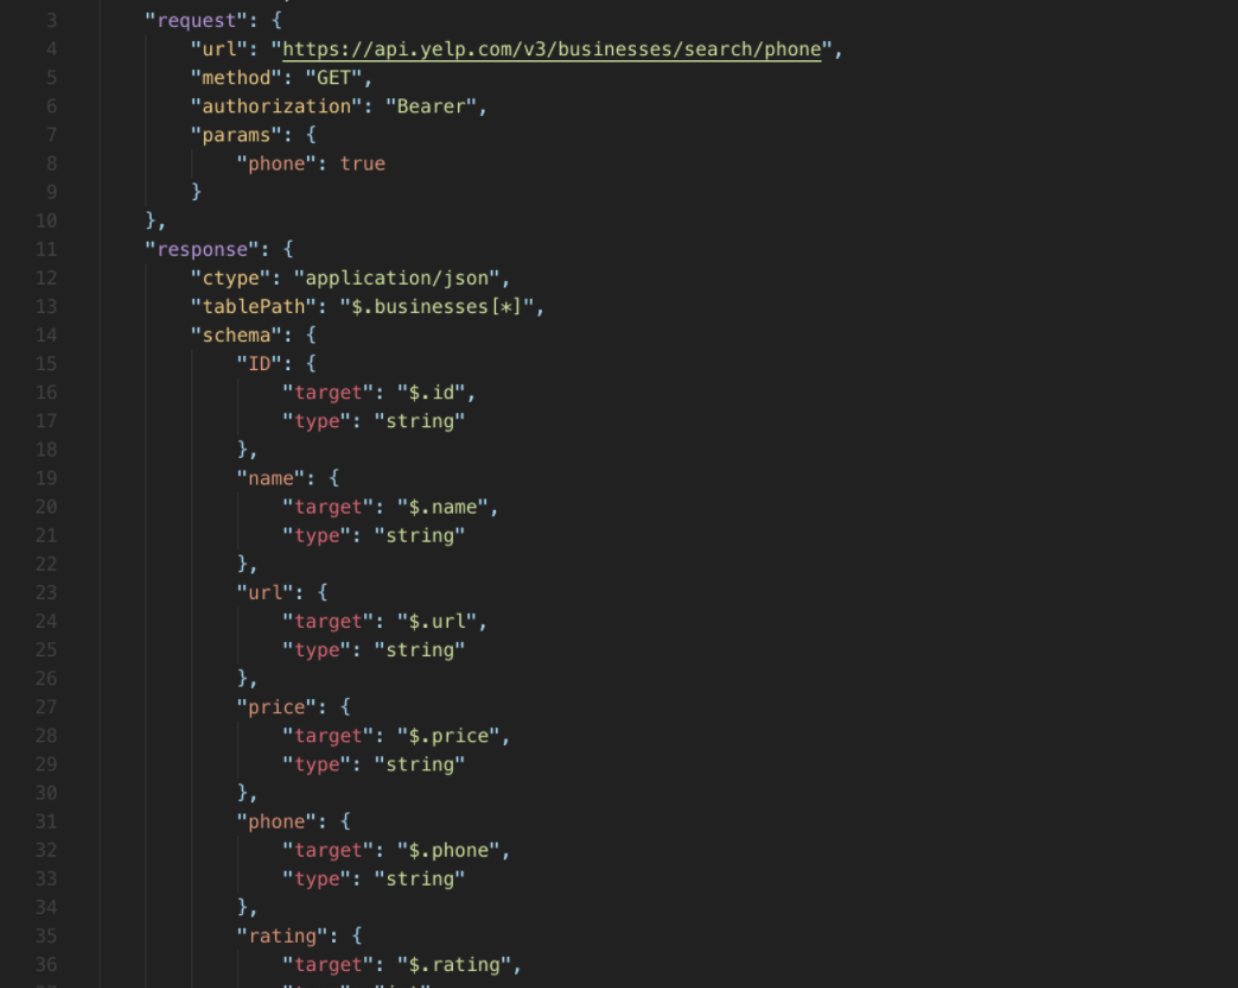 3 "request": {
4 "url": "https://api.yelp.com/v3/businesses/search/phone",
5 "method": "GET",
6 "authorization": "Bearer",
7 "params": {
8 "phone": true
9 }
10 },
11 "response": {
12 "ctype": "application/json",
13 "tablePath": "$.businesses[*]",
14 "schema": {
15 "ID": {
16 "target": "$.id",
17 "type": "string"
18 },
19 "name": {
20 "target": "$.name",
21 "type": "string"
22 },
23 "url": {
24 "target": "$.url",
25 "type": "string"
26 },
27 "price": {
28 "target": "$.price",
29 "type": "string"
30 },
31 "phone": {
32 "target": "$.phone",
33 "type": "string"
34 },
35 "rating": {
36 "target": "$.rating",